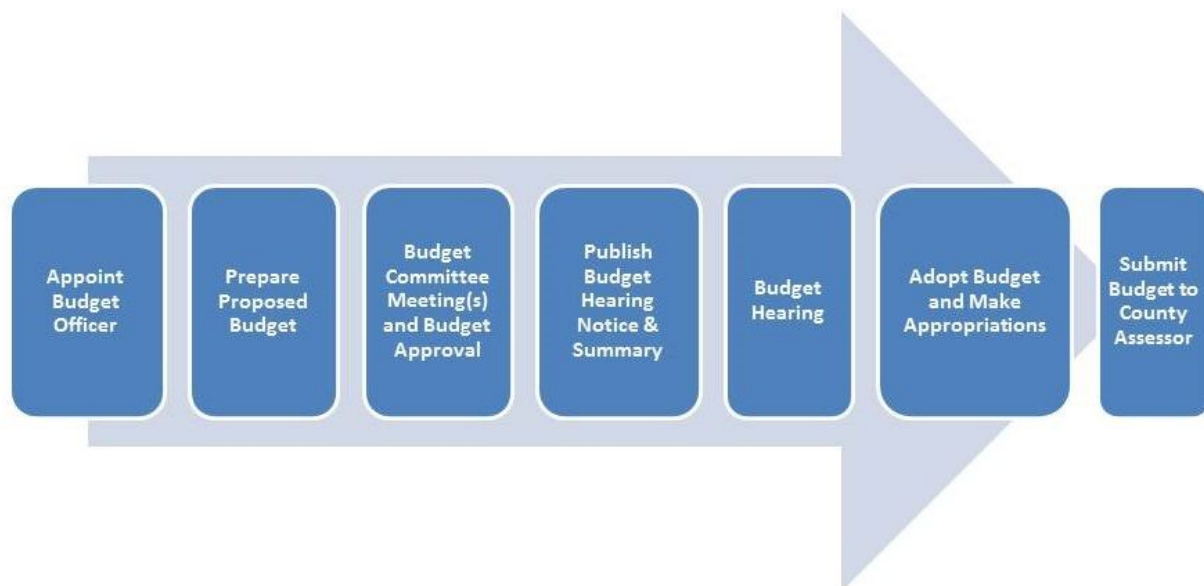 Appoint
Budget
Officer
Prepare
Proposed
Budget
Budget
Committee
Meeting(s)
and Budget
Approval
Publish
Budget
Hearing
Notice &
Summary
Budget
Hearing
Adopt Budget
and Make
Appropriations
Submit
Budget to
County
Assessor